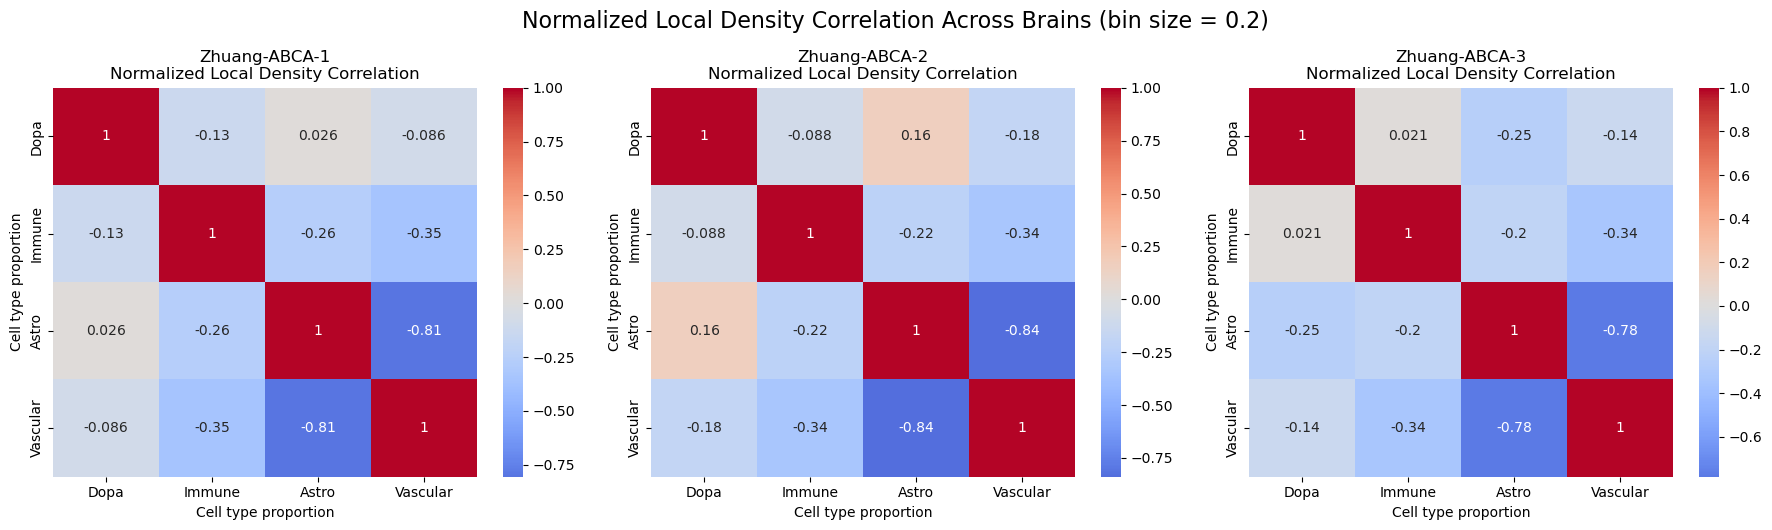 Normalized Local Density Correlation Across Brains (bin size = 0.2)
Zhuang-ABCA-1
Normalized Local Density Correlation
Cell type proportion
Dopa
Immune
Astro
Vascular
1 -0.13 0.026 -0.086
-0.13 1 -0.26 -0.35
0.026 -0.26 1 -0.81
-0.086 -0.35 -0.81 1
Dopa Immune Astro Vascular
Cell type proportion
1.00
0.75
0.50
0.25
0.00
−0.25
−0.50
−0.75
Zhuang-ABCA-2
Normalized Local Density Correlation
Cell type proportion
Dopa
Immune
Astro
Vascular
1 -0.088 0.16 -0.18
-0.088 1 -0.22 -0.34
0.16 -0.22 1 -0.84
-0.18 -0.34 -0.84 1
Dopa Immune Astro Vascular
Cell type proportion
1.00
0.75
0.50
0.25
0.00
−0.25
−0.50
−0.75
Zhuang-ABCA-3
Normalized Local Density Correlation
Cell type proportion
Dopa
Immune
Astro
Vascular
1 0.021 -0.25 -0.14
0.021 1 -0.2 -0.34
-0.25 -0.2 1 -0.78
-0.14 -0.34 -0.78 1
Dopa Immune Astro Vascular
Cell type proportion
1.0
0.8
0.6
0.4
0.2
0.0
−0.2
−0.4
−0.6